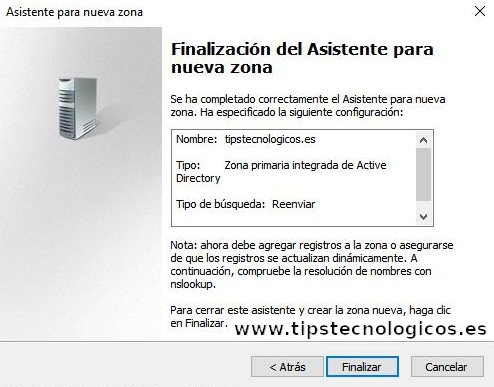 Asistente para nueva zona
Finalización del Asistente para
nueva zona
Se ha completado correctamente el Asistente para nueva
zona. Ha especificado la siguiente configuración:
Nombre: tipstecnologicos.es
Tipo: Zona primaria integrada de Active
Directory
Tipo de búsqueda: Reenviar
Nota: ahora debe agregar registros a la zona o asegurarse
de que los registros se actualizan dinámicamente. A
continuación, compruebe la resolución de nombres con
nslookup.
Para cerrar este asistente y crear la zona nueva, haga clic
en Finalizar.
www.tipstecnologicos.es
< Atrás Finalizar Cancelar